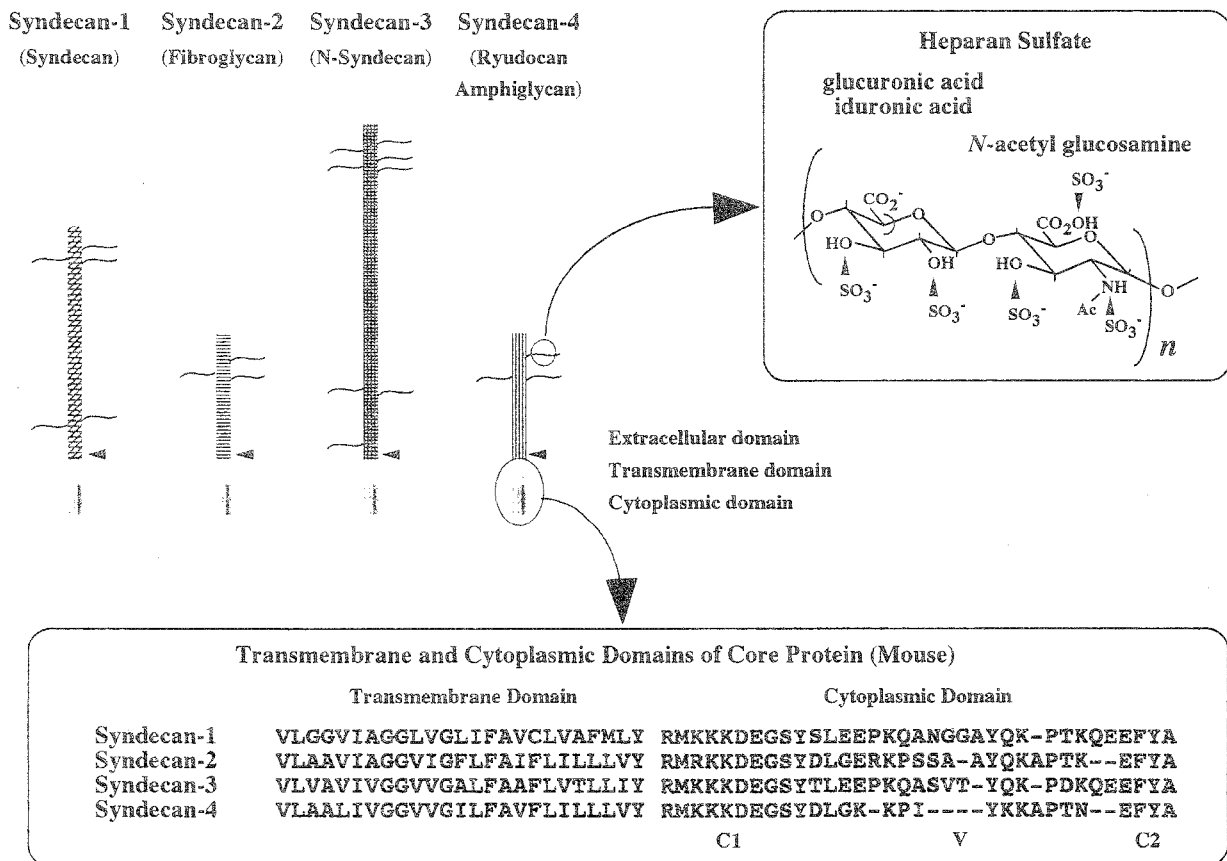 Syndecan-1
(Syndecan)
Syndecan-2
(Fibroglycan)
Syndecan-3
(N-Syndecan)
Syndecan-4
(Ryudocan
Amphiglycan)
Heparan Sulfate
glucuronic acid
iduronic acid
N-acetyl glucosamine
SO3-
CO2-
O
O
HO
OH
SO3-
SO3-
O
CO2OH
O
HO
SO3-
Ac
NH
SO3-
O
n
Extracellular domain
Transmembrane domain
Cytoplasmic domain
Transmembrane and Cytoplasmic Domains of Core Protein (Mouse)
Transmembrane Domain Cytoplasmic Domain
Syndecan-1 VLGGVIAGGLVGLIFAVCLVAFMLY RMKKKDEGSYSLEEPKQANGGAYQK-PTKQEEFYA
Syndecan-2 VLAAVIAGGVIGFLFAIFLILLLVY RMRKKDEGSYDLGERKPSSA-AYQKAPTK--EFYA
Syndecan-3 VLVAVIVGGVVGALFAAFLVTLLIY RMKKKDEGSYTLEEPKQASVT-YQK-PDKQEEFYA
Syndecan-4 VLAALIVGGVVGILFAVFLILLLVY RMKKKDEGSYDLGK-KPI----YKKAPTN--EFYA
C1 V C2